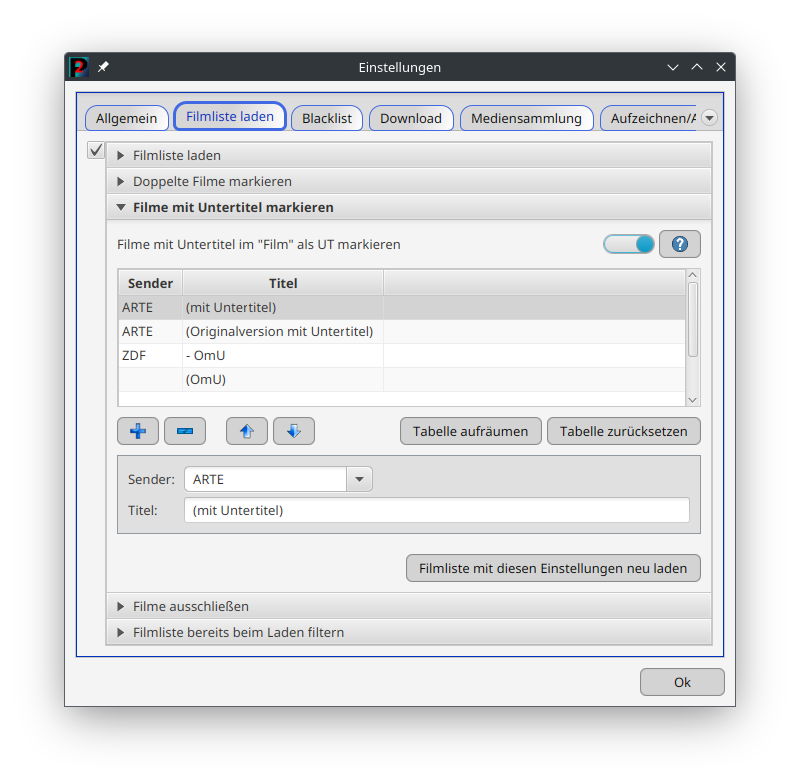 Einstellungen
Allgemein Filmliste laden Blacklist Download Mediensammlung Aufzeichnen/A
Filmliste laden
Doppelte Filme markieren
Filme mit Untertitel markieren
Filme mit Untertitel im "Film" als UT markieren ?
Sender Titel
ARTE (mit Untertitel)
ARTE (Originalversion mit Untertitel)
ZDF - OmU
(OmU)
Tabelle aufräumen Tabelle zurücksetzen
Sender: ARTE
Titel: (mit Untertitel)
Filmliste mit diesen Einstellungen neu laden
Filme ausschließen
Filmliste bereits beim Laden filtern
Ok